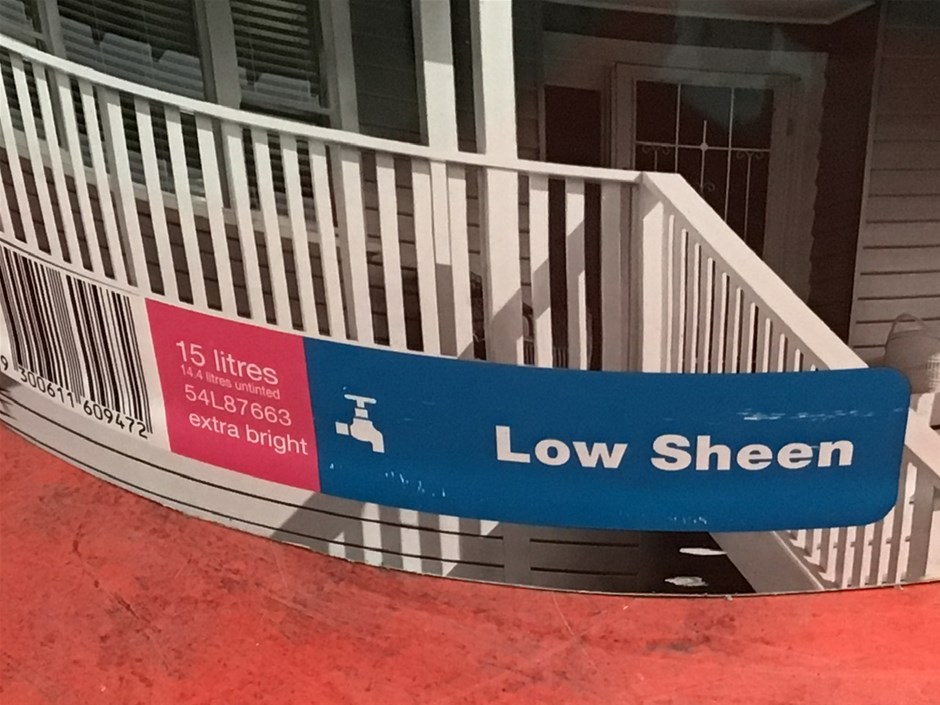 9 300611 609472
15 litres
14.4 litres untinted
54L87663
extra bright
Low Sheen